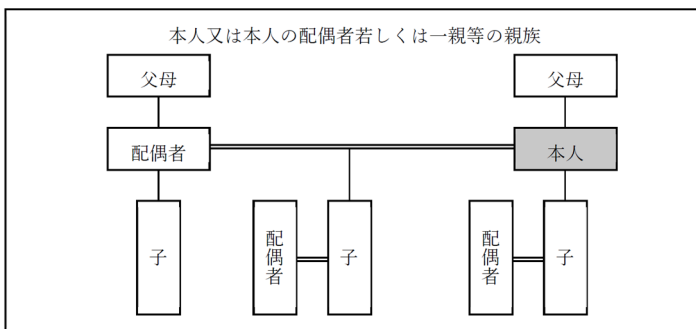 本人又は本人の配偶者若しくは一親等の親族
父母
父母
配偶者
本人
子
配偶者
子
配偶者
子